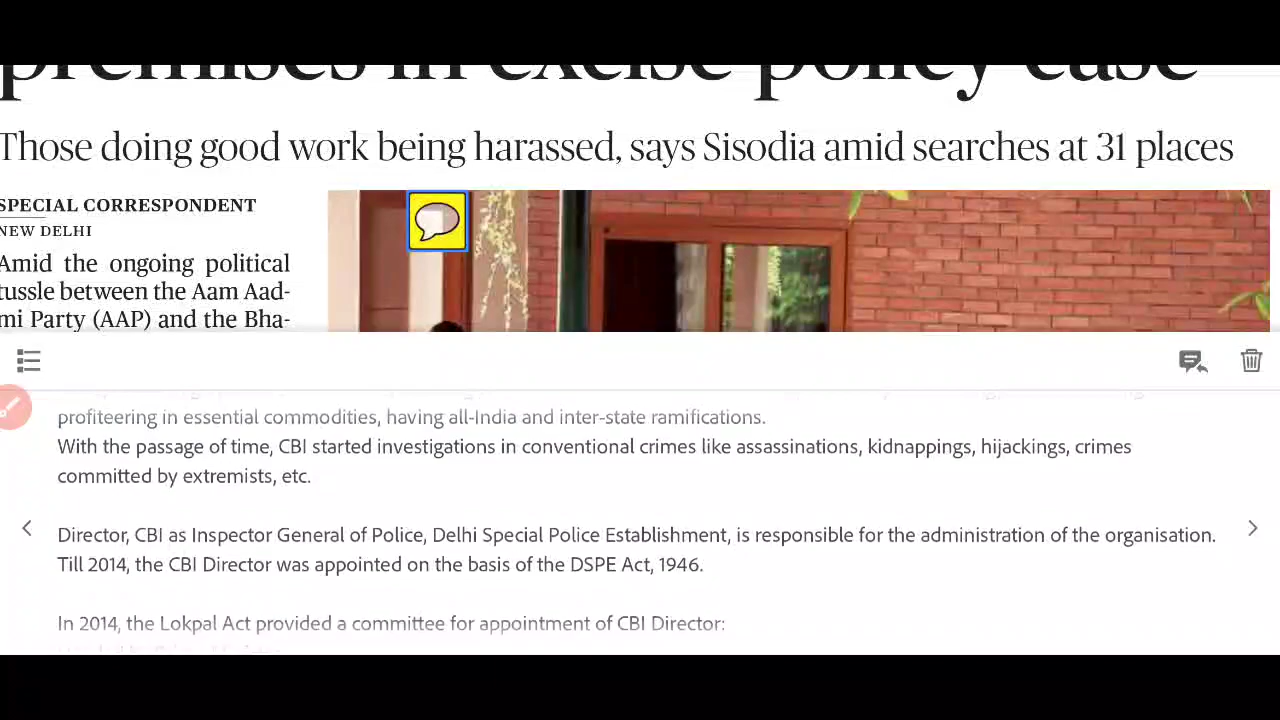 premises in excise policy case
Those doing good work being harassed, says Sisodia amid searches at 31 places
SPECIAL CORRESPONDENT
NEW DELHI
Amid the ongoing political
tussle between the Aam Aad-
mi Party (AAP) and the Bha-
profiteering in essential commodities, having all-India and inter-state ramifications.
With the passage of time, CBI started investigations in conventional crimes like assassinations, kidnappings, hijackings, crimes
committed by extremists, etc.
Director, CBI as Inspector General of Police, Delhi Special Police Establishment, is responsible for the administration of the organisation.
Till 2014, the CBI Director was appointed on the basis of the DSPE Act, 1946.
In 2014, the Lokpal Act provided a committee for appointment of CBI Director: